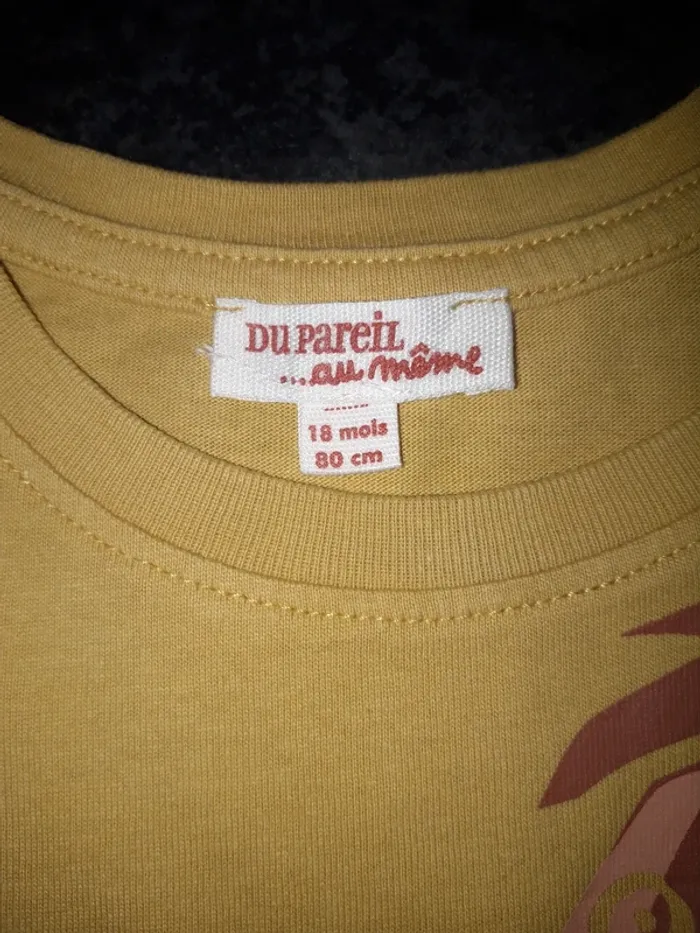 DU PAREIL
...au même
18 mois
80 cm